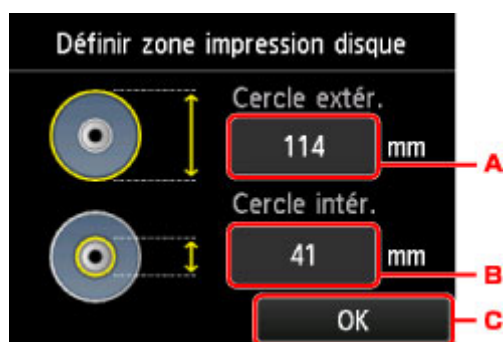 Définir zone impression disque
Cercle extér.
114 mm
A
Cercle intér.
41 mm
B
OK
C